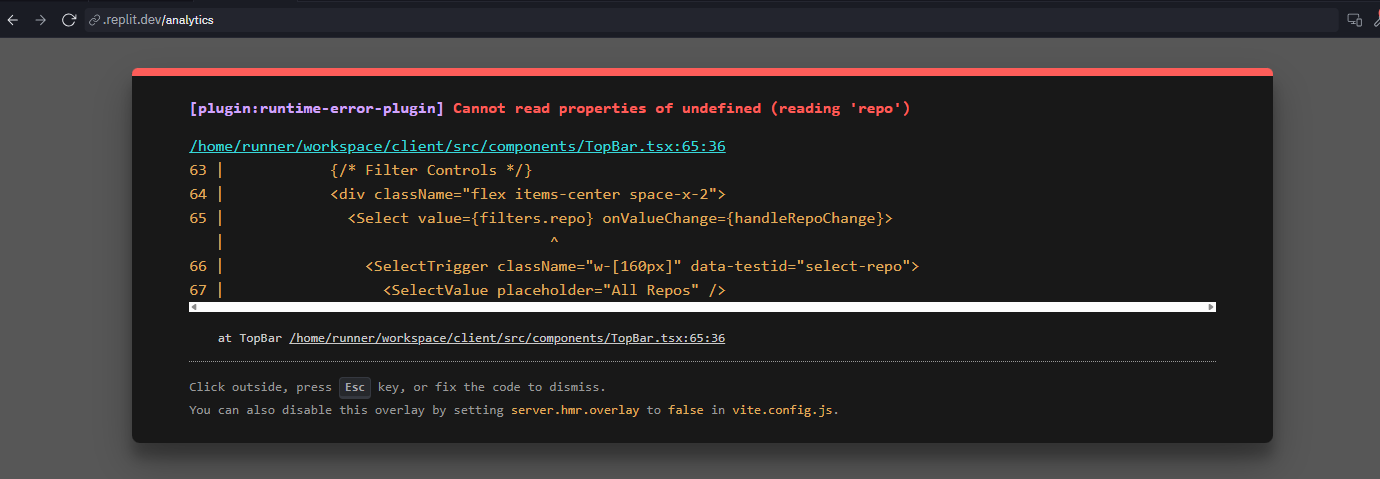 .replit.dev/analytics
[plugin:runtime-error-plugin] Cannot read properties of undefined (reading 'repo')
/home/runner/workspace/client/src/components/TopBar.tsx:65:36
63 |            {/* Filter Controls */}
64 |            <div className="flex items-center space-x-2">
65 |              <Select value={filters.repo} onValueChange={handleRepoChange}>
   |                                    ^
66 |                <SelectTrigger className="w-[160px]" data-testid="select-repo">
67 |                  <SelectValue placeholder="All Repos" />
at TopBar /home/runner/workspace/client/src/components/TopBar.tsx:65:36
Click outside, press Esc key, or fix the code to dismiss.
You can also disable this overlay by setting server.hmr.overlay to false in vite.config.js.